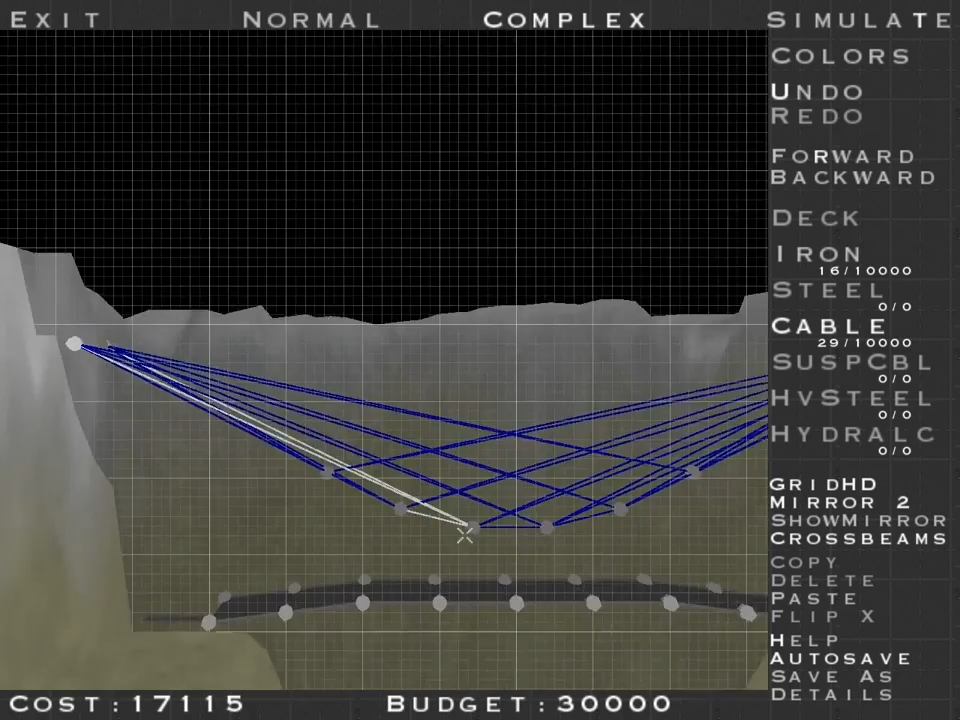 EXIT NORMAL COMPLEX SIMULATE
COLORS
UNDO
REDO
FORWARD
BACKWARD
DECK
IRON
16/10000
STEEL
0/0
CABLE
29/10000
SUSPCBL
0/0
HVSTEEL
0/0
HYDRALC
0/0
GRIDHD
MIRROR 2
SHOWMIRROR
CROSSBEAMS
COPY
DELETE
PASTE
FLIP X
HELP
AUTOSAVE
SAVE AS
DETAILS
COST:17115 BUDGET:30000